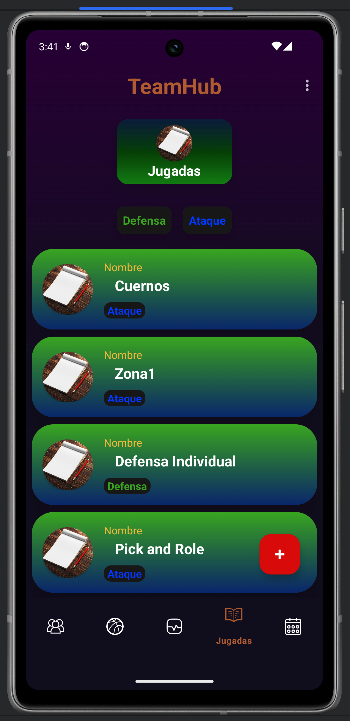 3:41
TeamHub
Jugadas
Defensa Ataque
Nombre
Cuernos
Ataque
Nombre
Zona1
Ataque
Nombre
Defensa Individual
Defensa
Nombre
Pick and Role
Ataque
+
Jugadas